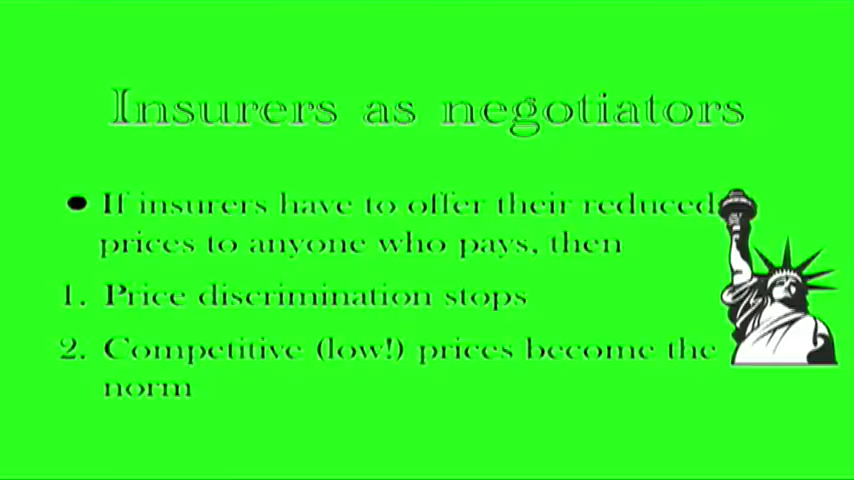 Insurers as negotiators
• If insurers have to offer their reduced
prices to anyone who pays, then
1. Price discrimination stops
2. Competitive (low!) prices become the
norm